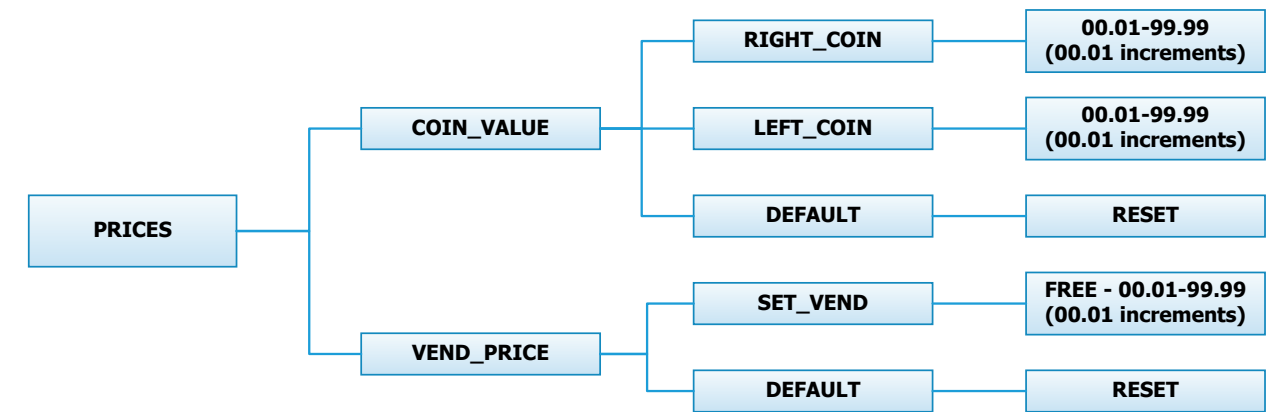 PRICES
COIN_VALUE
RIGHT_COIN
00.01-99.99
(00.01 increments)
LEFT_COIN
00.01-99.99
(00.01 increments)
DEFAULT
RESET
VEND_PRICE
SET_VEND
FREE - 00.01-99.99
(00.01 increments)
DEFAULT
RESET